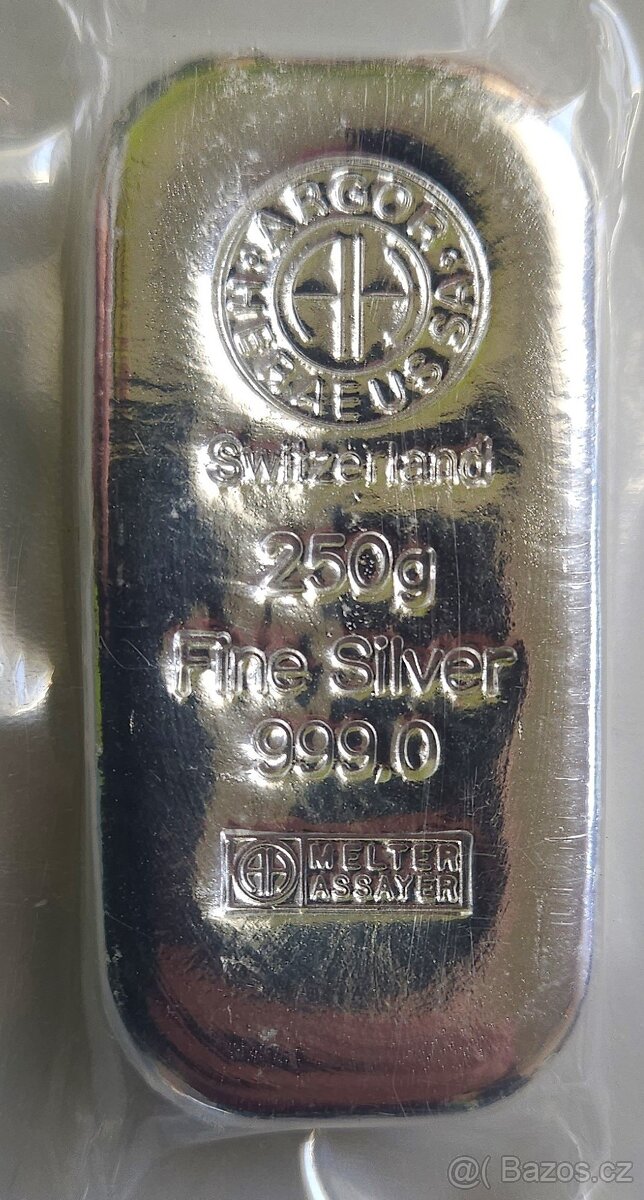 ARGOR
HERAEUS SA
Switzerland
250g
Fine Silver
999,0
MELTER
ASSAYER
@( Bazos.cz